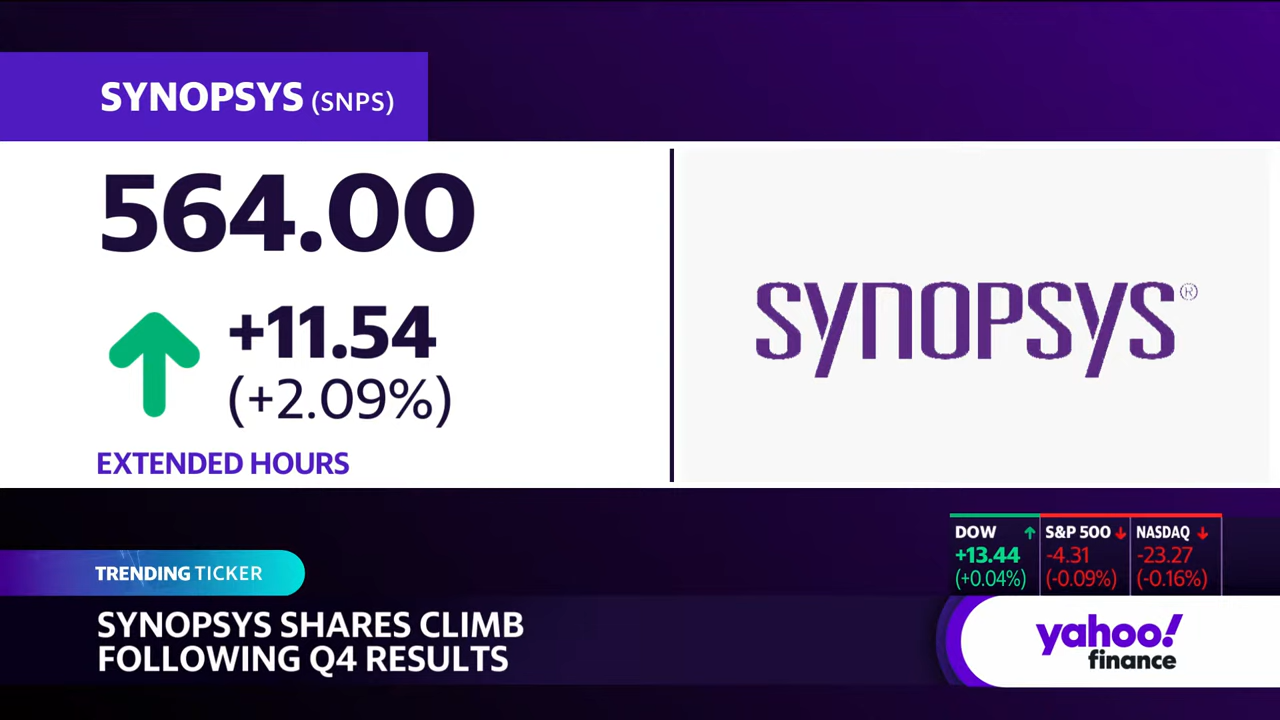 SYNOPSYS (SNPS)
564.00
+11.54
(+2.09%)
EXTENDED HOURS
SYNOPSYS®
DOW
+13.44
(+0.04%)
S&P 500
-4.31
(-0.09%)
NASDAQ
-23.27
(-0.16%)
TRENDING TICKER
SYNOPSYS SHARES CLIMB
FOLLOWING Q4 RESULTS
yahoo!
finance